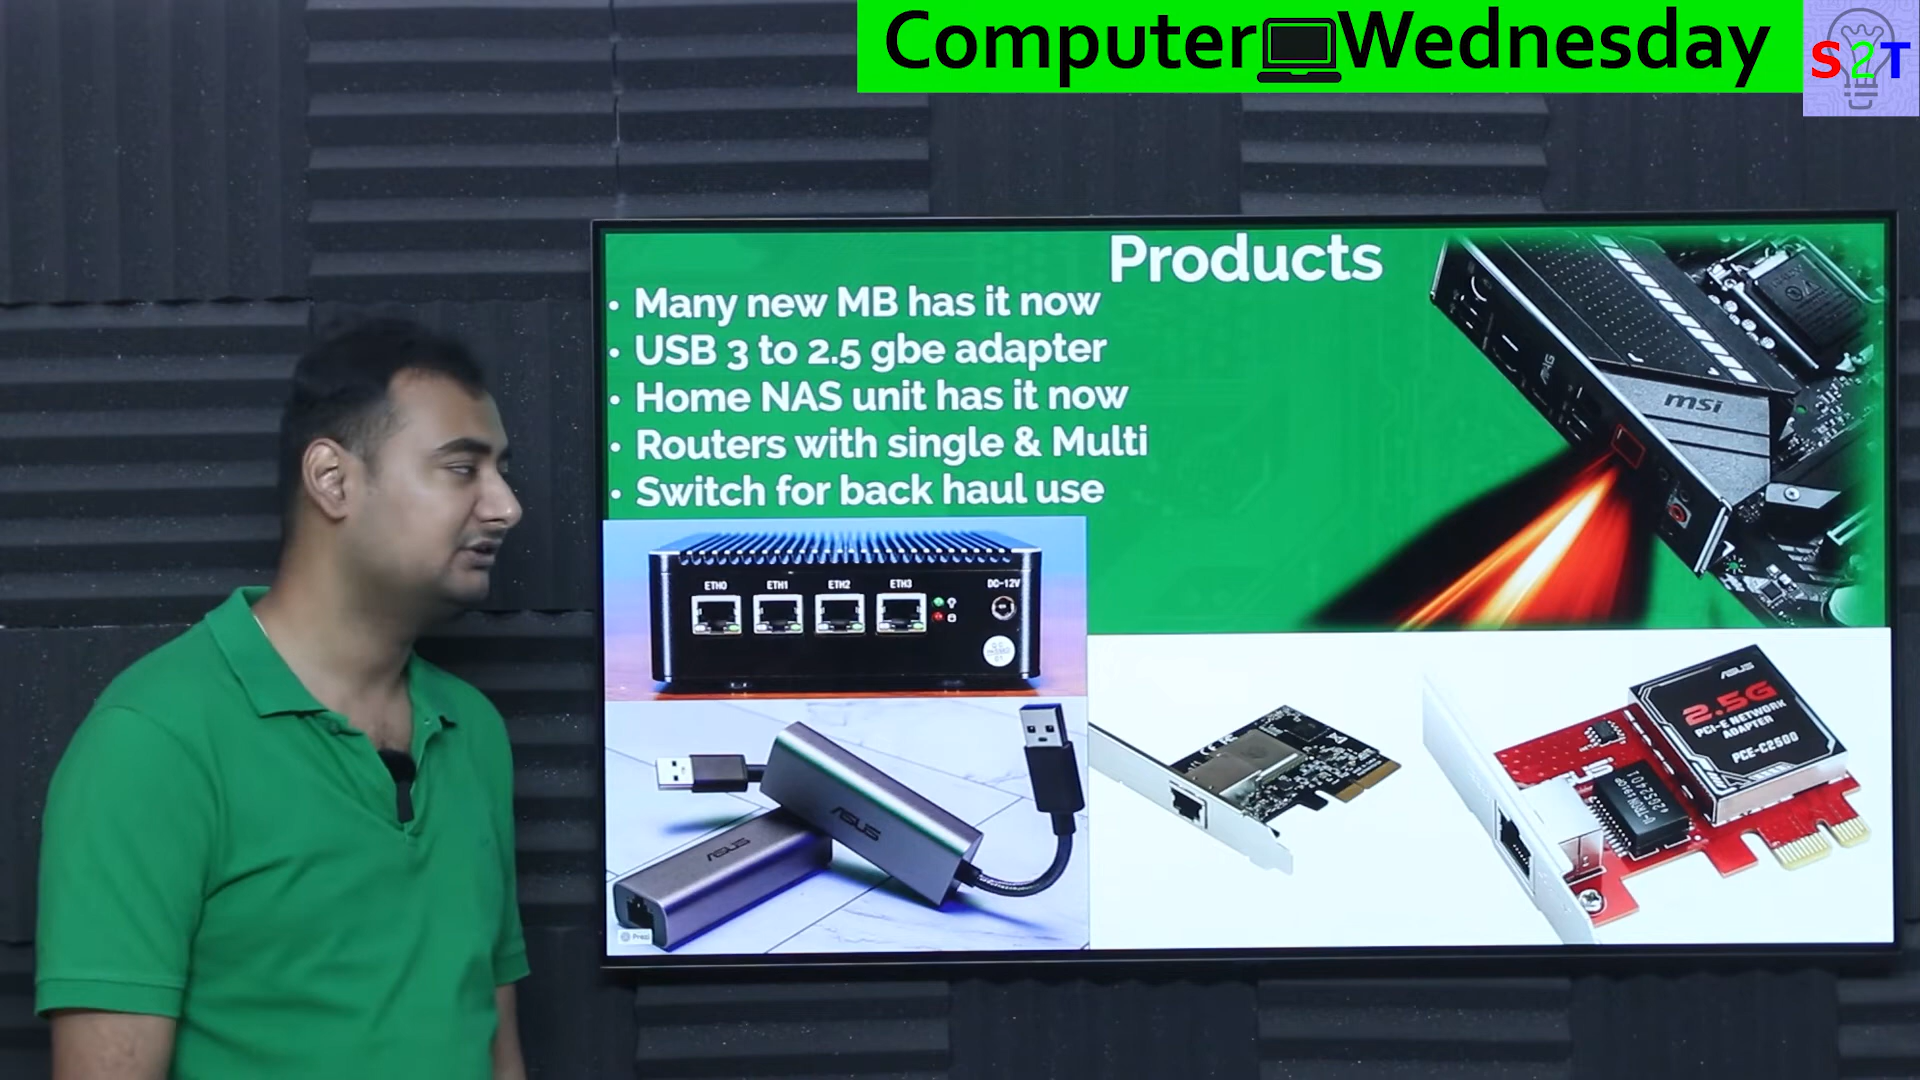 Computer Wednesday
S2T
Products
• Many new MB has it now
• USB 3 to 2.5 gbe adapter
• Home NAS unit has it now
• Routers with single & Multi
• Switch for back haul use
msi
ETH0 ETH1 ETH2 ETH3 DC-12V
ASUS
2.5G
PCI-E NETWORK
ADAPTER
PCE-C2500
ASUS
ASUS
Prezi